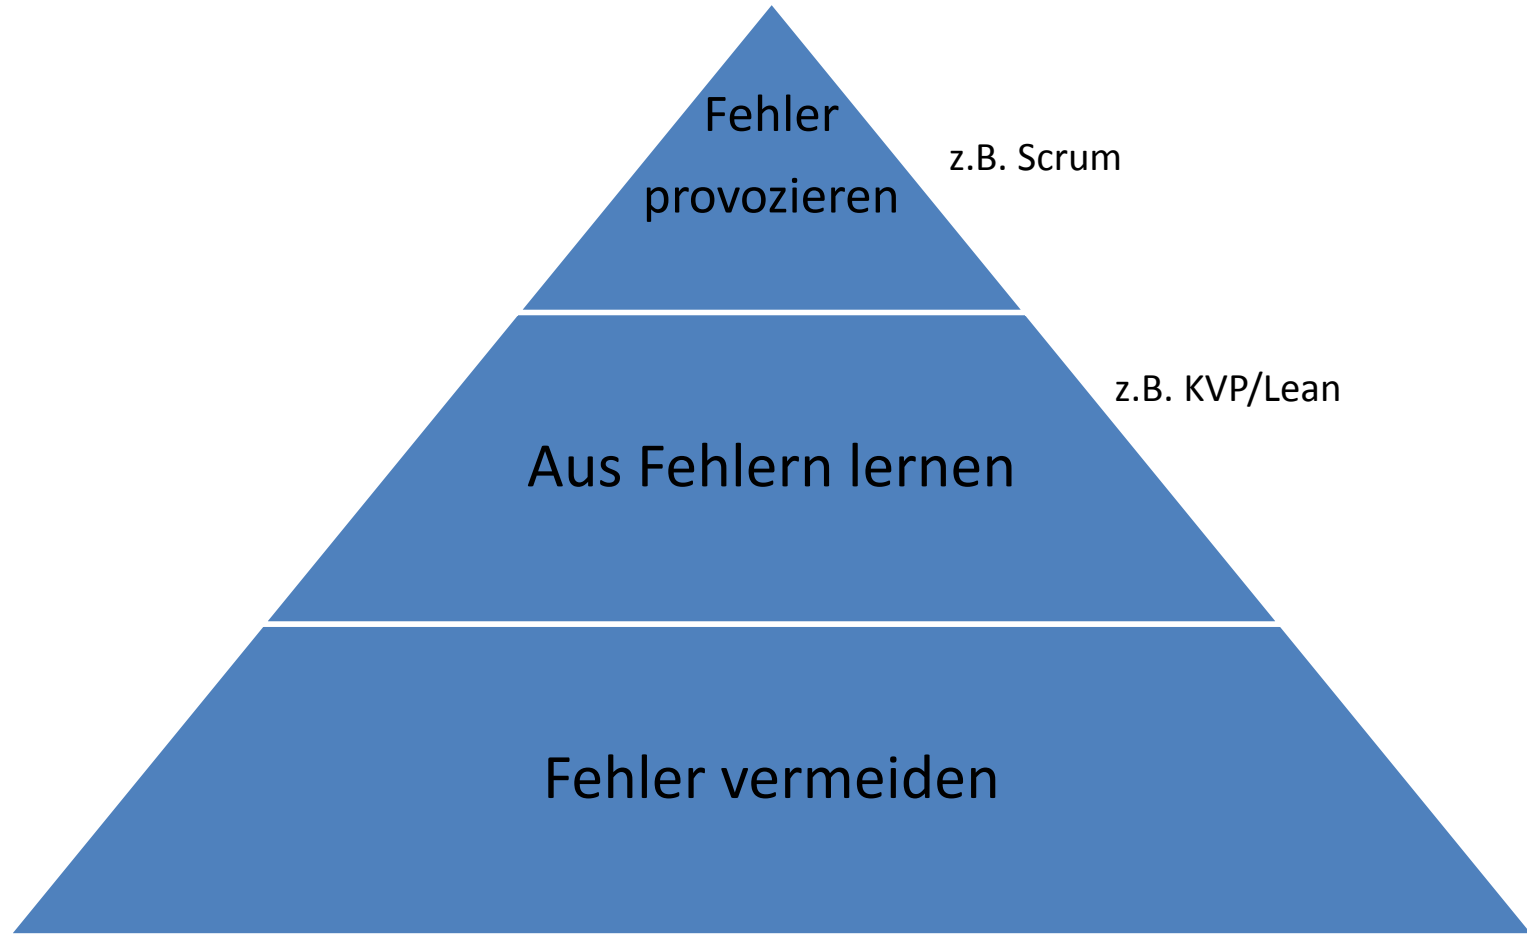 Fehler
provozieren
z.B. Scrum
z.B. KVP/Lean
Aus Fehlern lernen
Fehler vermeiden